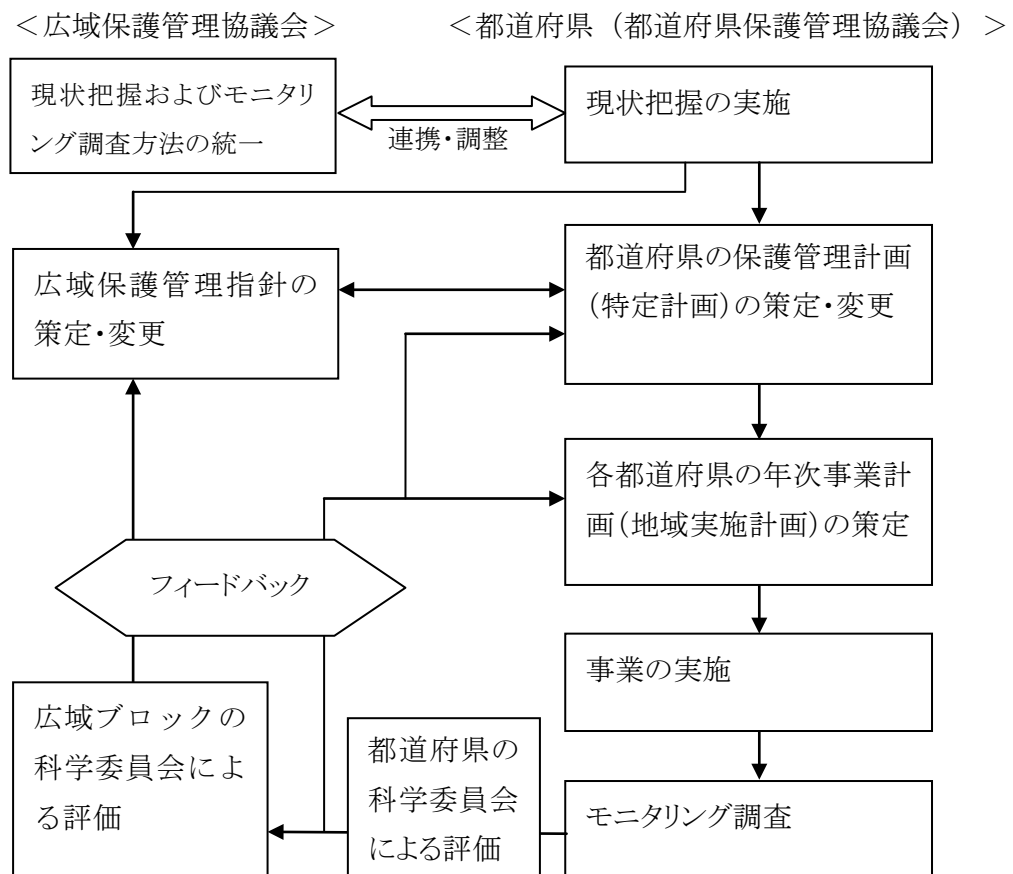 ＜広域保護管理協議会＞
＜都道府県（都道府県保護管理協議会）＞
現状把握およびモニタリ
ング調査方法の統一
連携・調整
現状把握の実施
広域保護管理指針の
策定・変更
都道府県の保護管理計画
（特定計画）の策定・変更
各都道府県の年次事業計
画（地域実施計画）の策定
フィードバック
事業の実施
広域ブロックの
科学委員会によ
る評価
都道府県の
科学委員会
による評価
モニタリング調査